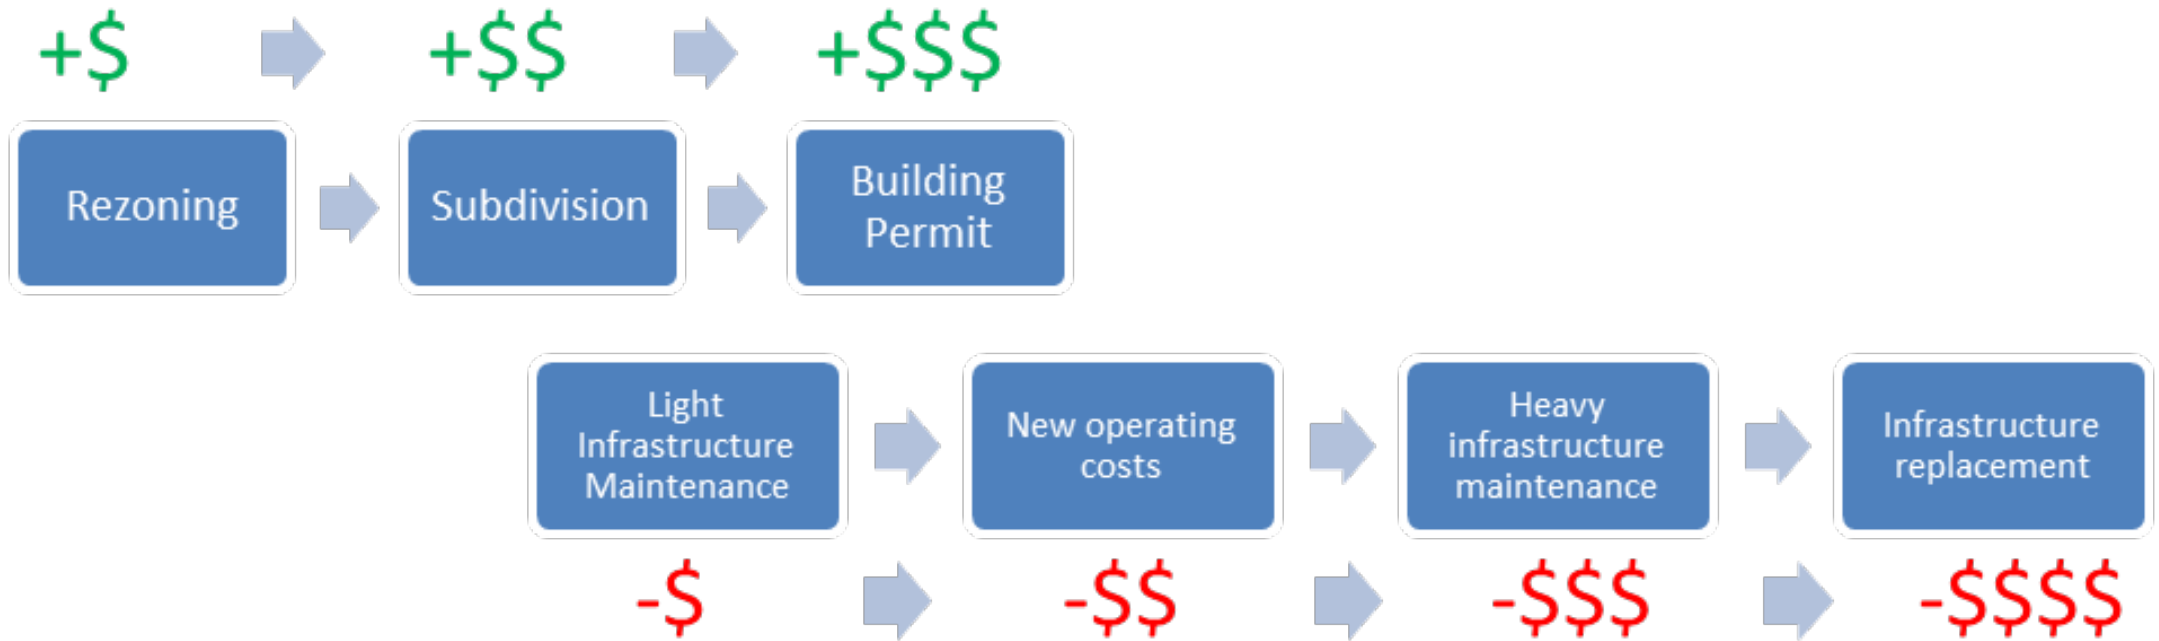 +$
+$$
+$$$
Rezoning
Subdivision
Building
Permit
Light
Infrastructure
Maintenance
New operating
costs
Heavy
infrastructure
maintenance
Infrastructure
replacement
-$
-$$
-$$$
-$$$$